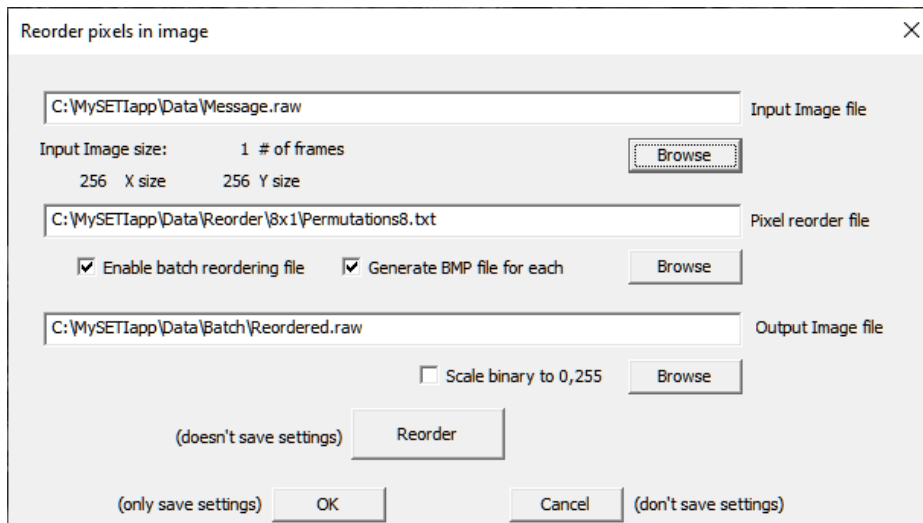 Reorder pixels in image
C:\MySETIapp\Data\Message.raw Input Image file
Input Image size: 1 # of frames Browse
256 X size 256 Y size
C:\MySETIapp\Data\Reorder\8x1\Permutations8.txt Pixel reorder file
Enable batch reordering file Generate BMP file for each Browse
C:\MySETIapp\Data\Batch\Reordered.raw Output Image file
Scale binary to 0,255 Browse
(doesn't save settings) Reorder
(only save settings) OK Cancel (don't save settings)